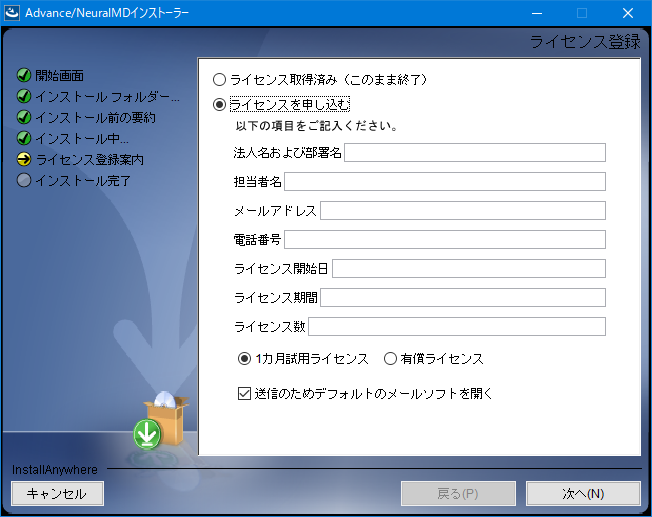 Advance/NeuralMDインストーラー
ライセンス登録
開始画面
インストール フォルダー...
インストール前の要約
インストール中...
ライセンス登録案内
インストール完了
ライセンス取得済み（このまま終了）
ライセンスを申し込む
以下の項目をご記入ください。
法人名および部署名
担当者名
メールアドレス
電話番号
ライセンス開始日
ライセンス期間
ライセンス数
1カ月試用ライセンス 有償ライセンス
送信のためデフォルトのメールソフトを開く
InstallAnywhere
キャンセル 戻る(P) 次へ(N)